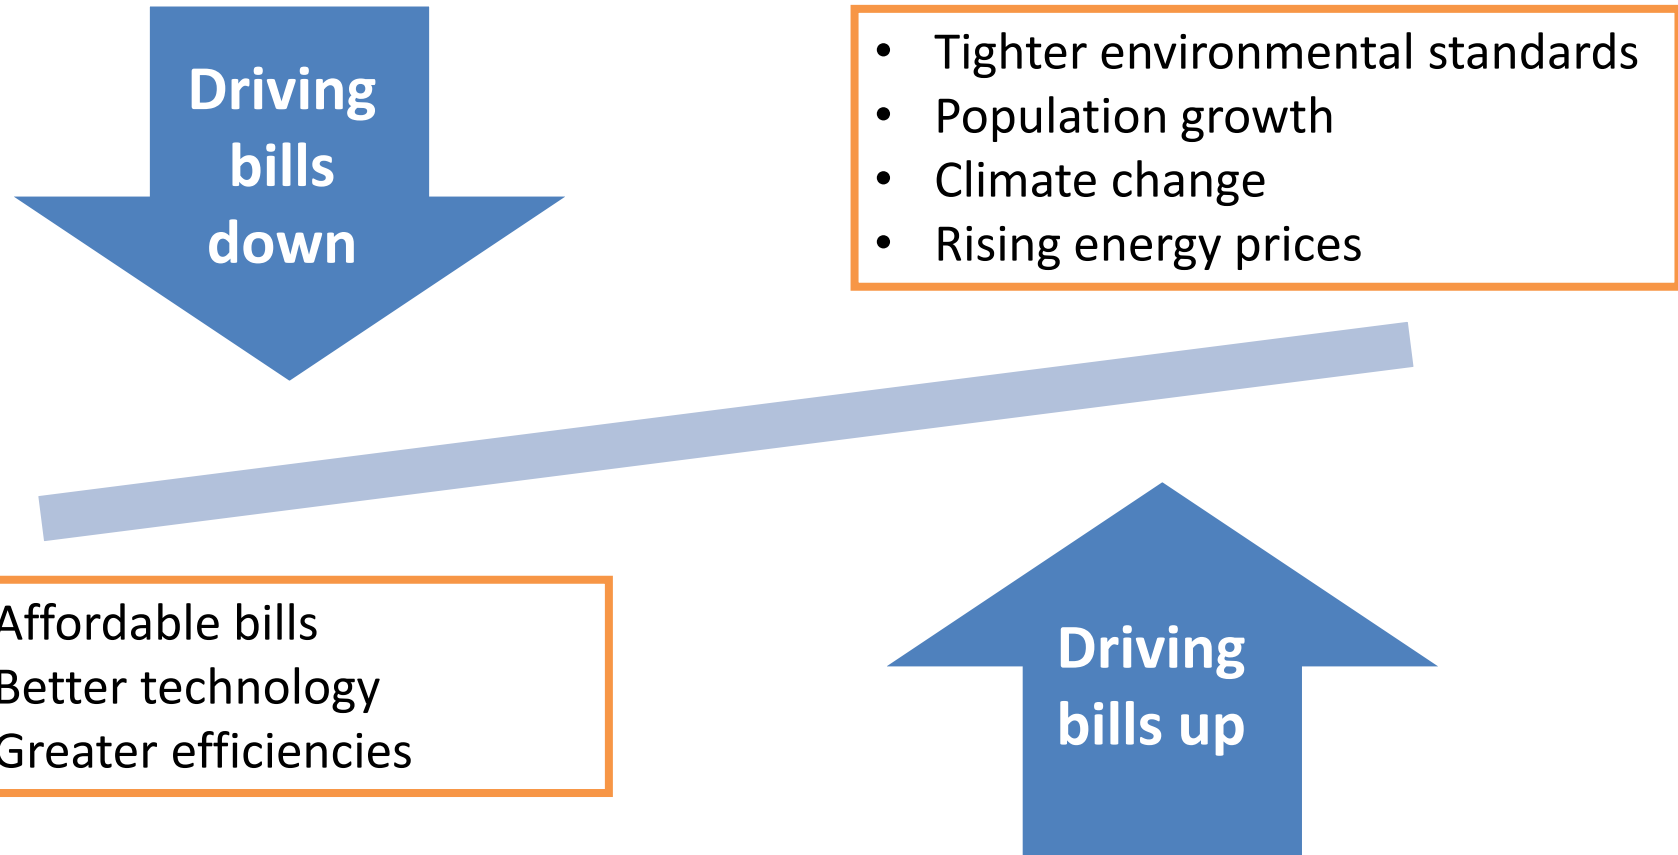 Driving
bills
down
• Tighter environmental standards
• Population growth
• Climate change
• Rising energy prices
Affordable bills
Better technology
Greater efficiencies
Driving
bills up